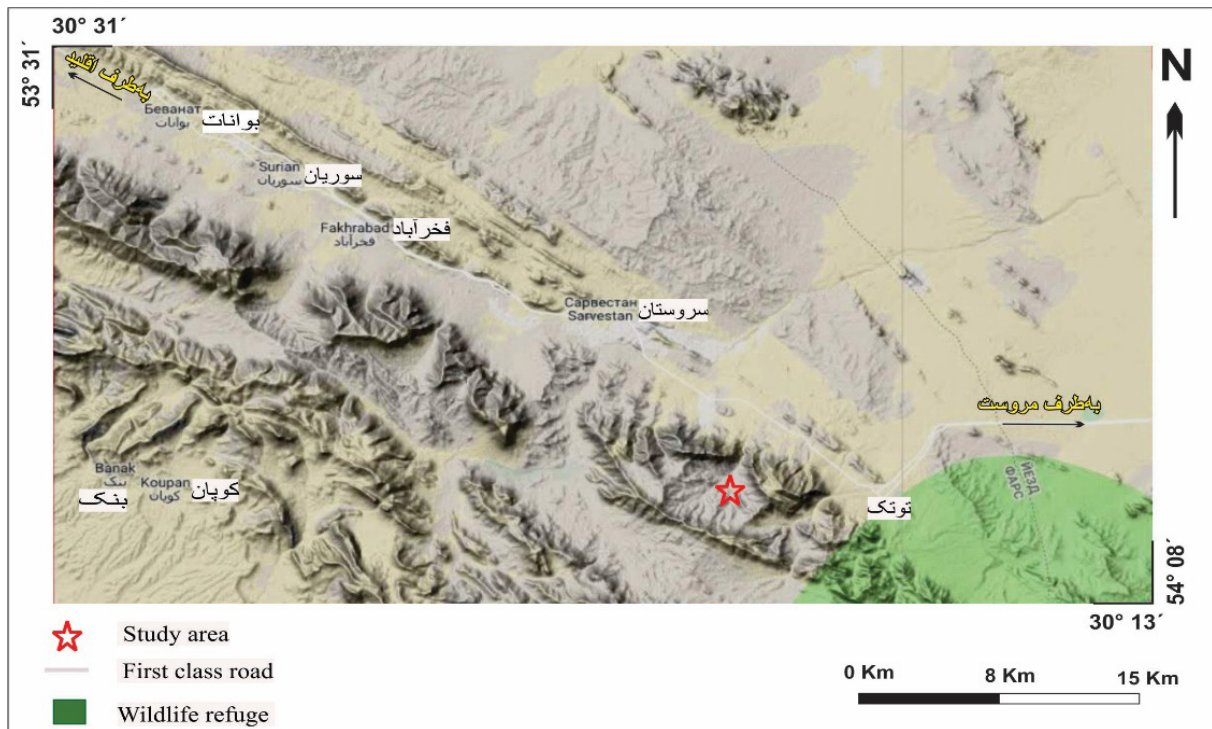 30° 31´
53° 31´
N
به‌طرف اقلید
Беванат
بوانات
بوانات
Surian
سوریان
سوریان
Fakhrabad
فخرآباد
فخرآباد
Сарвестан
Sarvestan
سروستان
به‌طرف مروست
Banak
بنک
بنک
Koupan
کوپان
کوپان
توتک
ИЕЗД
ФАРС
54° 08´
30° 13´
Study area
First class road
Wildlife refuge
0 Km
8 Km
15 Km